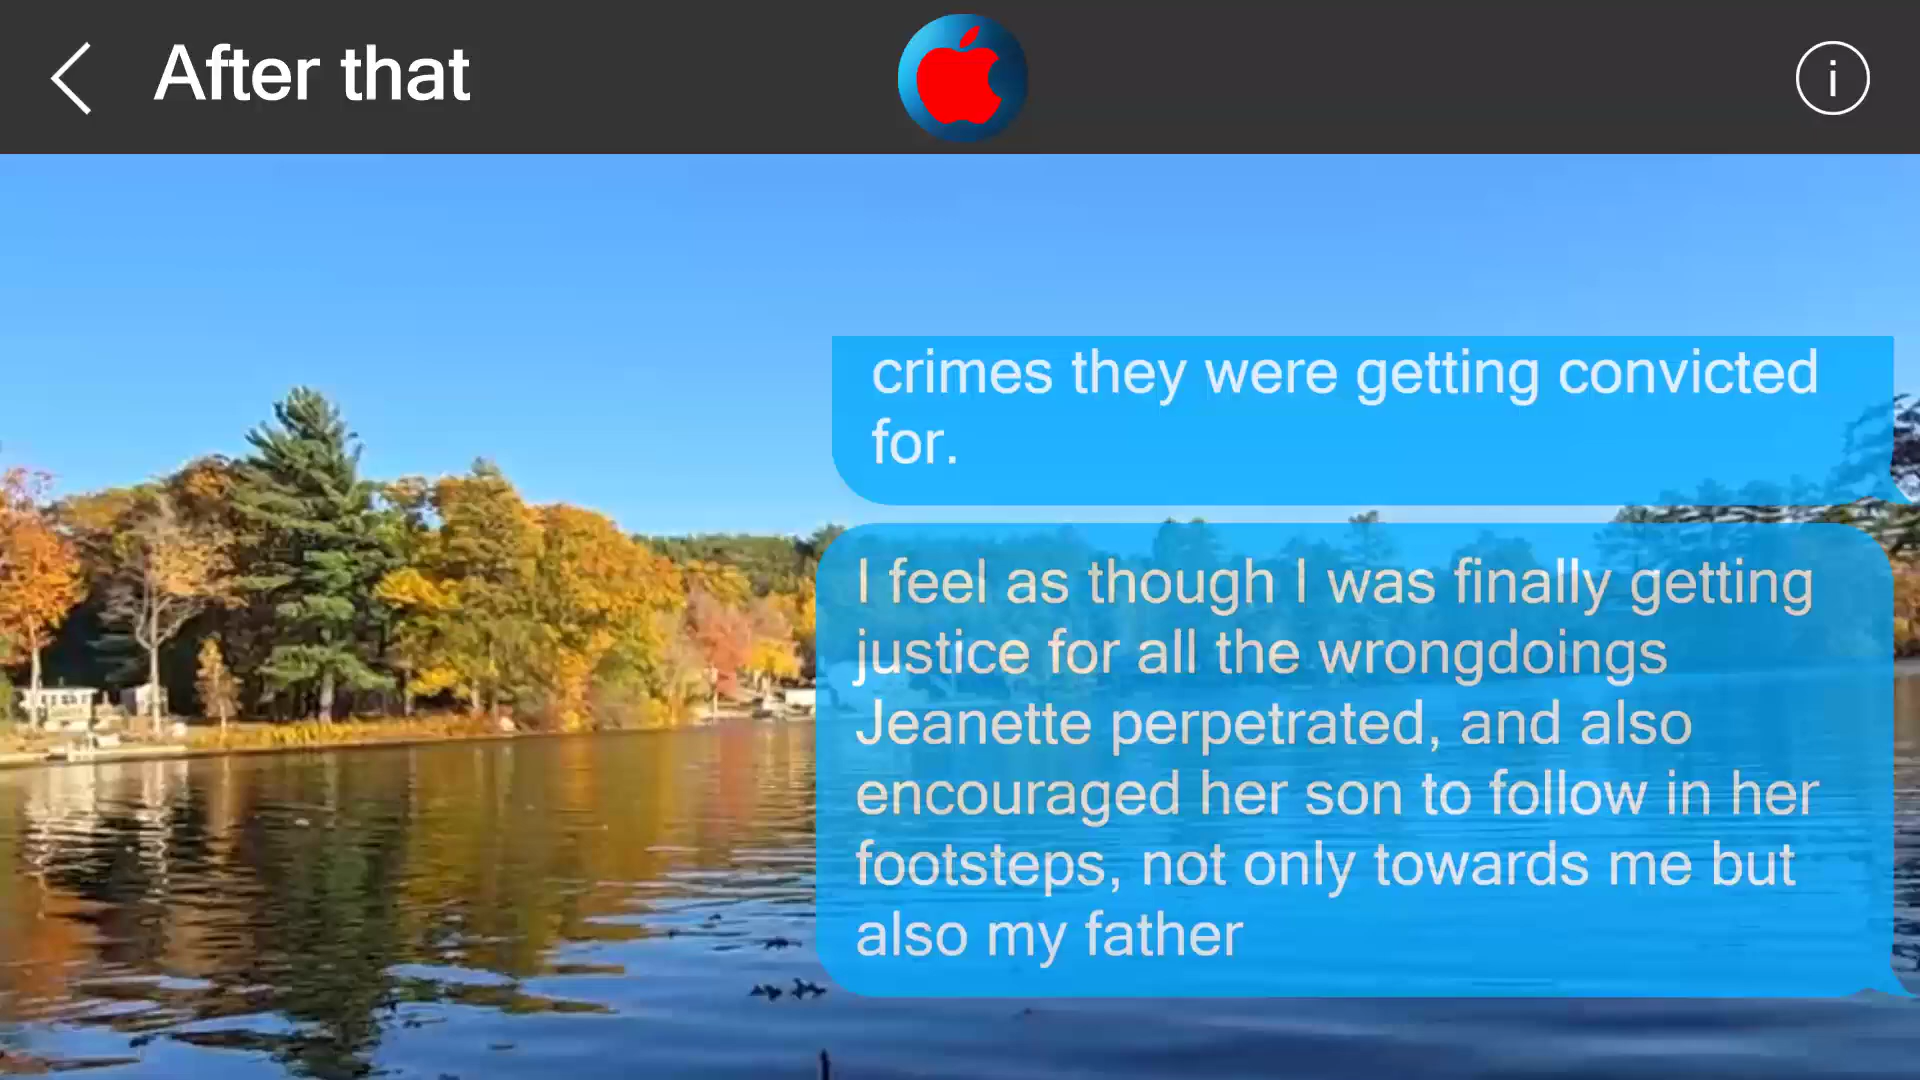 After that
i
crimes they were getting convicted
for.
I feel as though I was finally getting
justice for all the wrongdoings
Jeanette perpetrated, and also
encouraged her son to follow in her
footsteps, not only towards me but
also my father